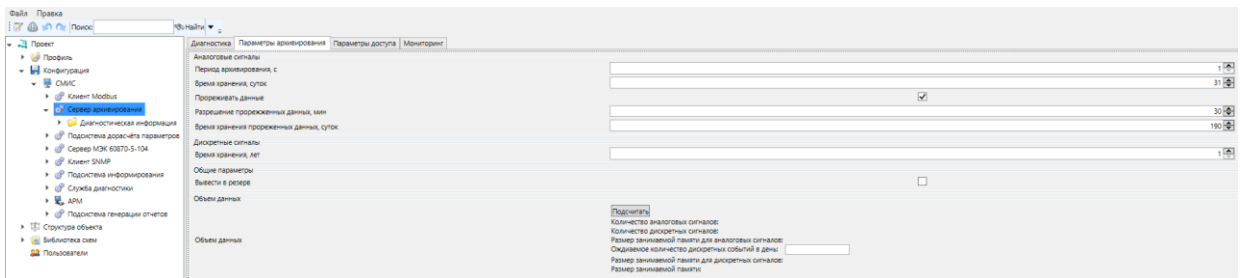 Файл Правка
Поиск: Найти
Проект
Профиль
Конфигурация
СМИС
Клиент Modbus
Сервер архивирования
Диагностическая информация
Подсистема дорасчёта параметров
Сервер МЭК 60870-5-104
Клиент SNMP
Подсистема информирования
Служба диагностики
АРМ
Подсистема генерации отчетов
Структура объекта
Библиотека схем
Пользователи
Диагностика Параметры архивирования Параметры доступа Мониторинг
Аналоговые сигналы
Период архивирования, с 1
Время хранения, суток 31
Прореживать данные
Разрешение прореженных данных, мин 30
Время хранения прореженных данных, суток 190
Дискретные сигналы
Время хранения, лет 1
Общие параметры
Вывести в резерв
Объем данных
Подсчитать
Количество аналоговых сигналов:
Количество дискретных сигналов:
Размер занимаемой памяти для аналоговых сигналов:
Объем данных
Ожидаемое количество дискретных событий в день:
Размер занимаемой памяти для дискретных сигналов:
Размер занимаемой памяти: